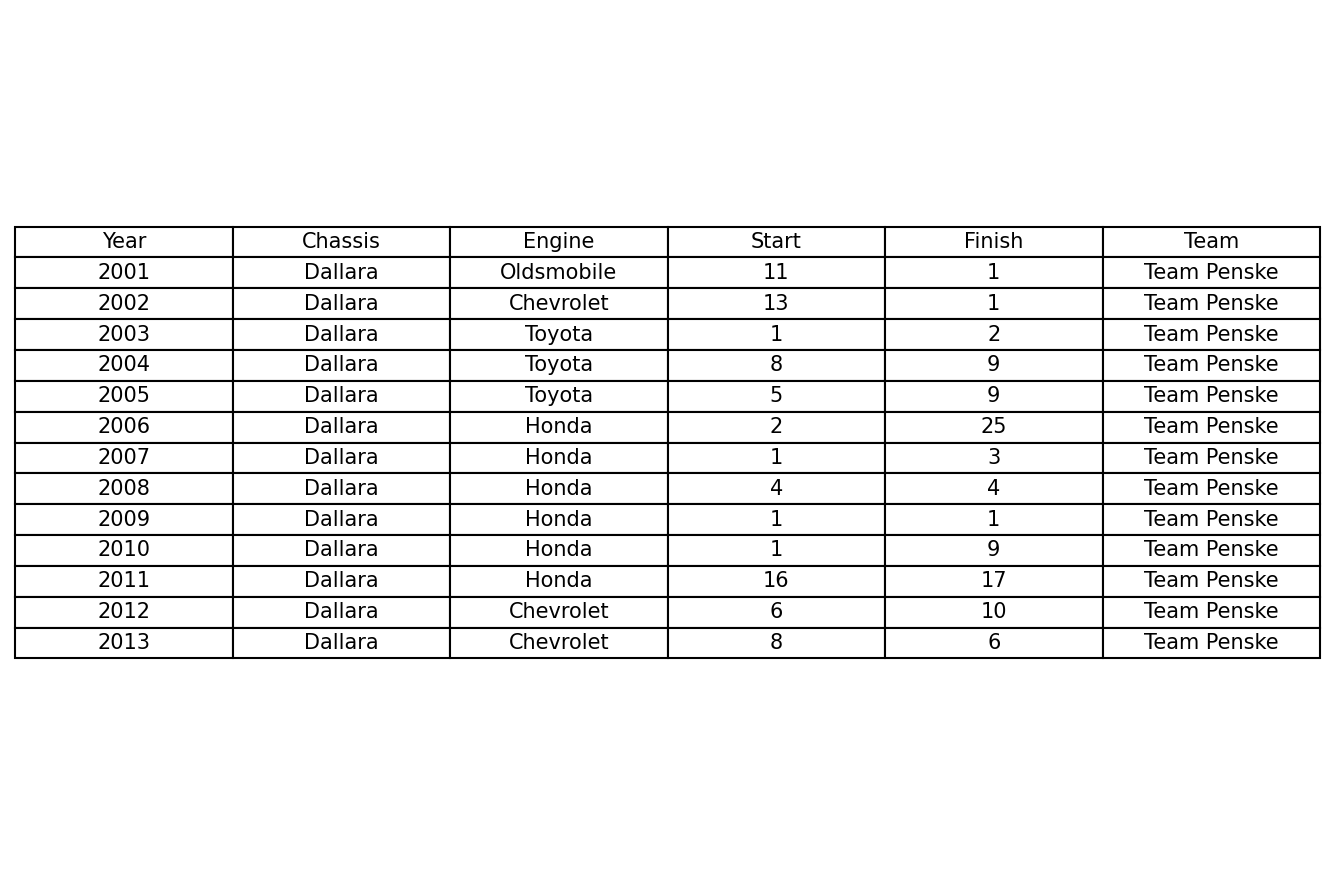 Year Chassis Engine Start Finish Team
2001 Dallara Oldsmobile 11 1 Team Penske
2002 Dallara Chevrolet 13 1 Team Penske
2003 Dallara Toyota 1 2 Team Penske
2004 Dallara Toyota 8 9 Team Penske
2005 Dallara Toyota 5 9 Team Penske
2006 Dallara Honda 2 25 Team Penske
2007 Dallara Honda 1 3 Team Penske
2008 Dallara Honda 4 4 Team Penske
2009 Dallara Honda 1 1 Team Penske
2010 Dallara Honda 1 9 Team Penske
2011 Dallara Honda 16 17 Team Penske
2012 Dallara Chevrolet 6 10 Team Penske
2013 Dallara Chevrolet 8 6 Team Penske